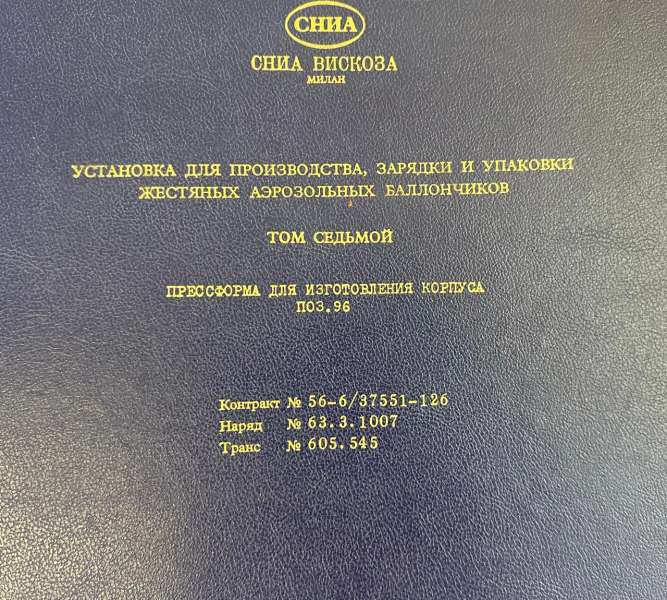 СНИА
СНИА ВИСКОЗА
МИЛАН
УСТАНОВКА ДЛЯ ПРОИЗВОДСТВА, ЗАРЯДКИ И УПАКОВКИ
ЖЕСТЯНЫХ АЭРОЗОЛЬНЫХ БАЛЛОНЧИКОВ
ТОМ СЕДЬМОЙ
ПРЕССФОРМА ДЛЯ ИЗГОТОВЛЕНИЯ КОРПУСА
ПОЗ.96
Контракт № 56-6/37551-126
Наряд № 63.3.1007
Транс № 605.545